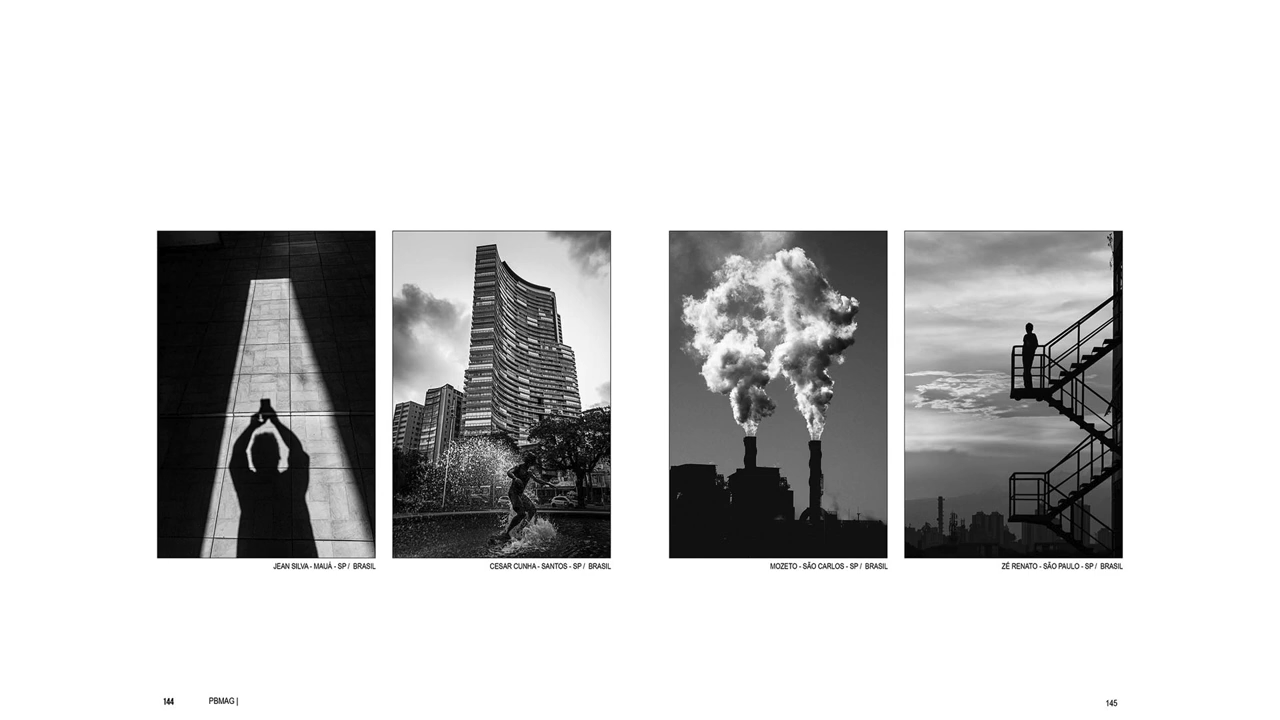 JEAN SILVA - MAUÁ - SP / BRASIL
CESAR CUNHA - SANTOS - SP / BRASIL
MOZETO - SÃO CARLOS - SP / BRASIL
ZÉ RENATO - SÃO PAULO - SP / BRASIL
144 PBMAG |
145